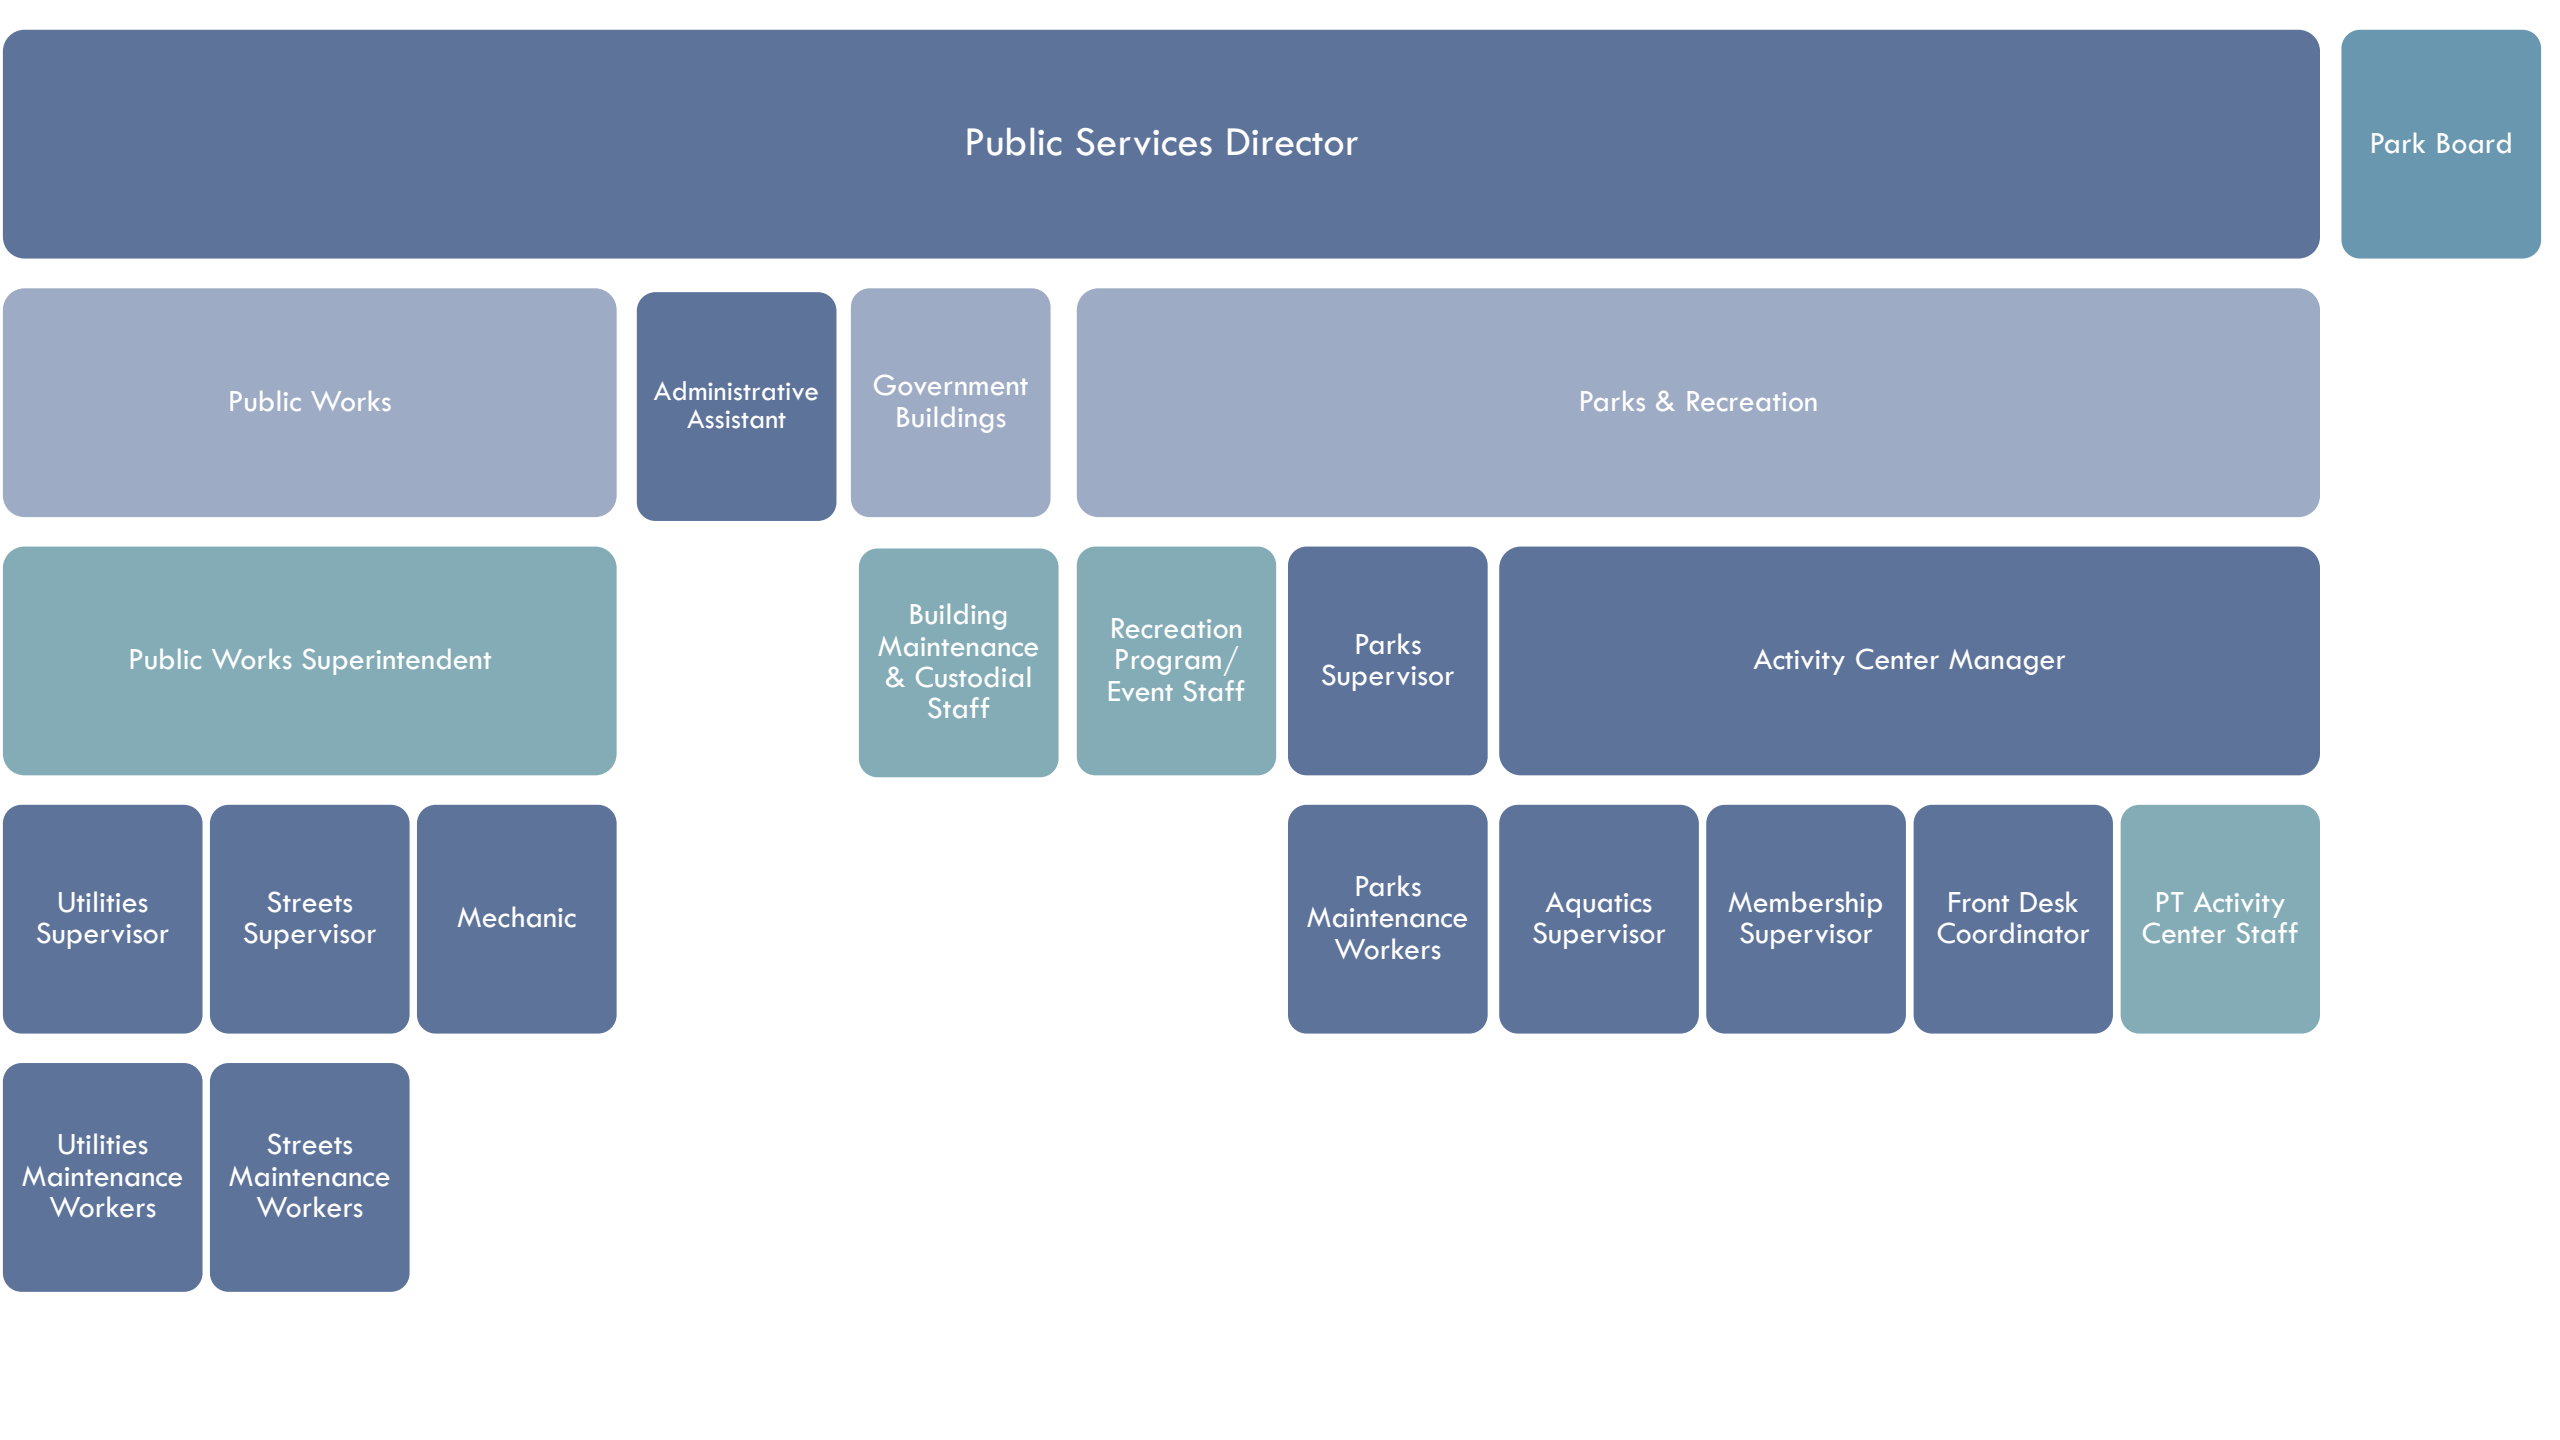 Public Services Director
Park Board
Public Works
Administrative
Assistant
Government
Buildings
Parks & Recreation
Public Works Superintendent
Building
Maintenance
& Custodial
Staff
Recreation
Program/
Event Staff
Parks
Supervisor
Activity Center Manager
Utilities
Supervisor
Streets
Supervisor
Mechanic
Parks
Maintenance
Workers
Aquatics
Supervisor
Membership
Supervisor
Front Desk
Coordinator
PT Activity
Center Staff
Utilities
Maintenance
Workers
Streets
Maintenance
Workers